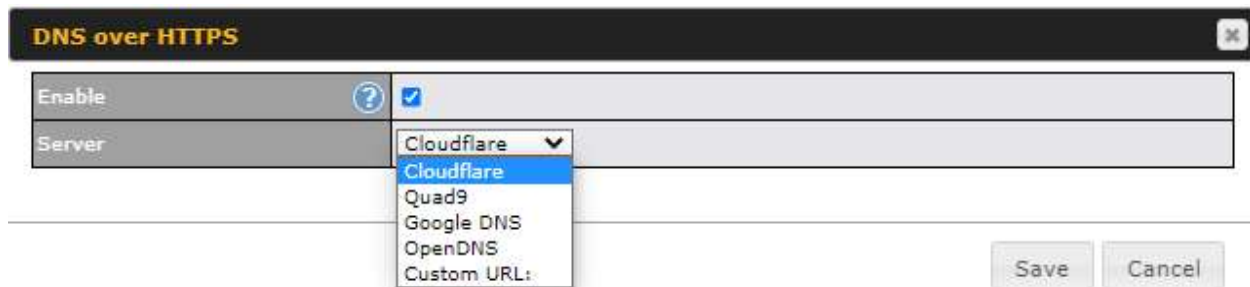 DNS over HTTPS
Enable
?
Server
Cloudflare
Cloudflare
Quad9
Google DNS
OpenDNS
Custom URL:
Save
Cancel